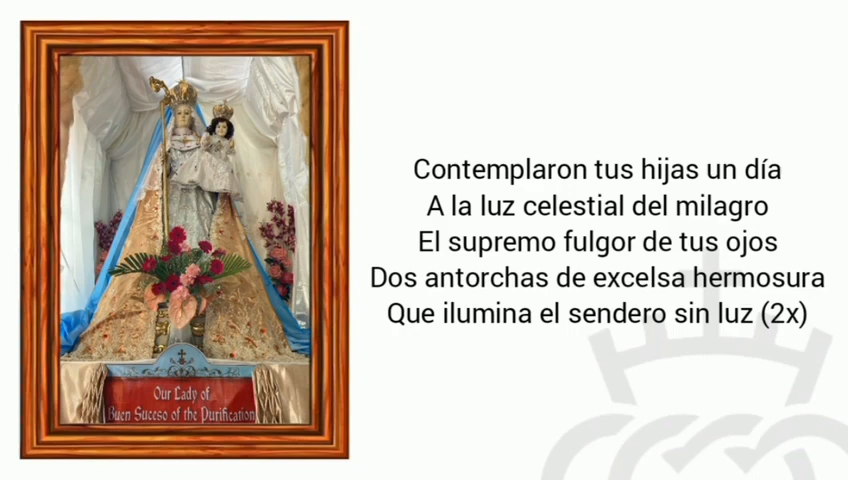 Our Lady of
Buen Suceso of the Purification
Contemplaron tus hijas un día
A la luz celestial del milagro
El supremo fulgor de tus ojos
Dos antorchas de excelsa hermosura
Que ilumina el sendero sin luz (2x)